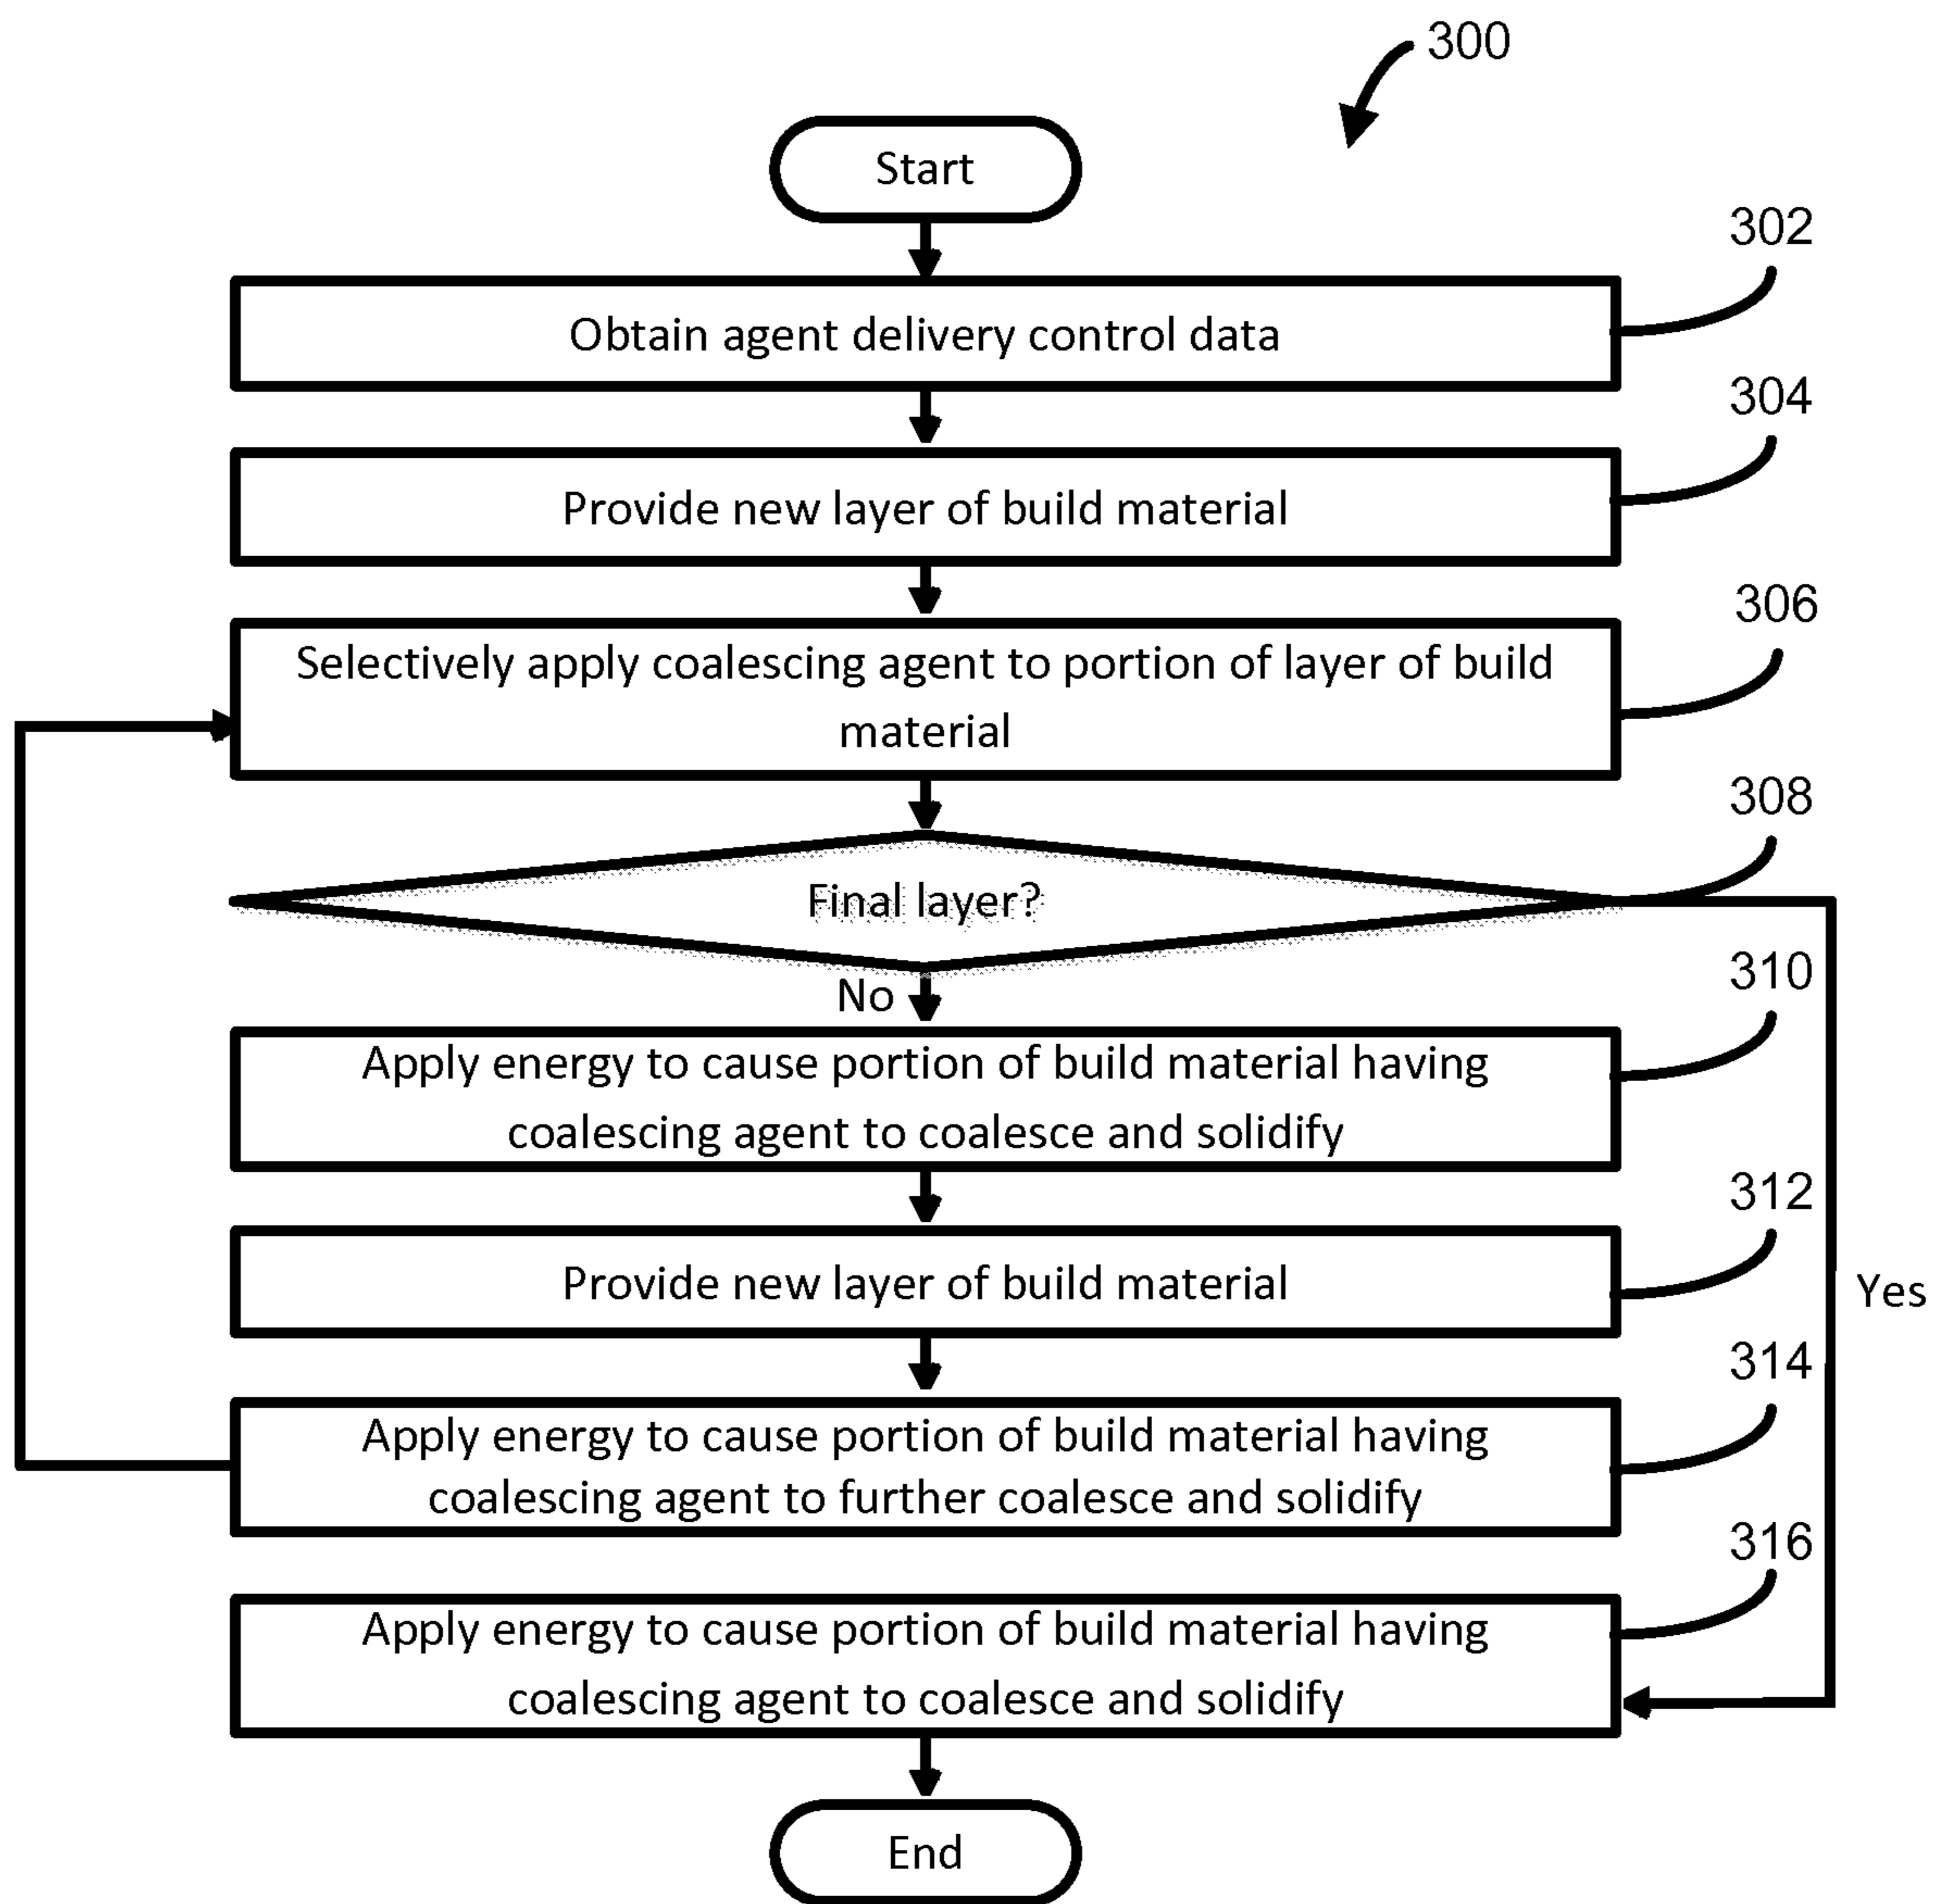 300
Start
302
Obtain agent delivery control data
304
Provide new layer of build material
306
Selectively apply coalescing agent to portion of layer of build
material
308
Final layer?
No
310
Apply energy to cause portion of build material having
coalescing agent to coalesce and solidify
312
Provide new layer of build material
Yes
314
Apply energy to cause portion of build material having
coalescing agent to further coalesce and solidify
316
Apply energy to cause portion of build material having
coalescing agent to coalesce and solidify
End